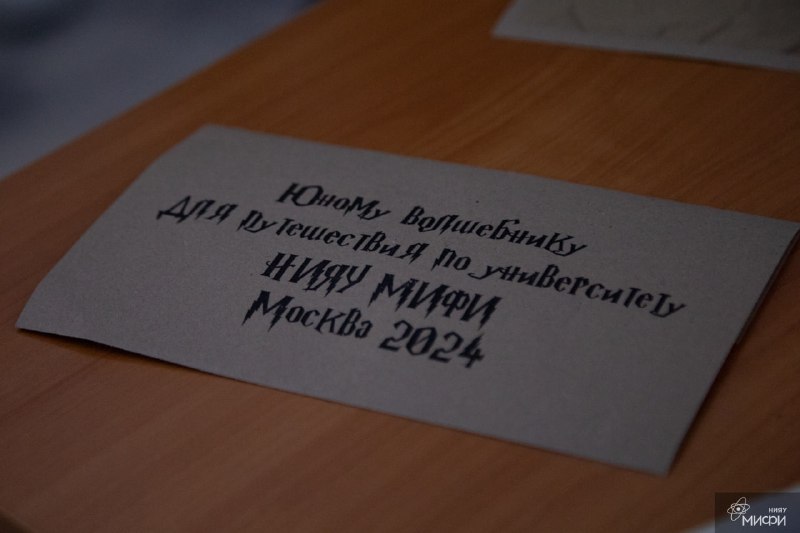 Юному волшебнику
для путешествия по университету
НИЯУ МИФИ
Москва 2024
НИЯУ
МИФИ